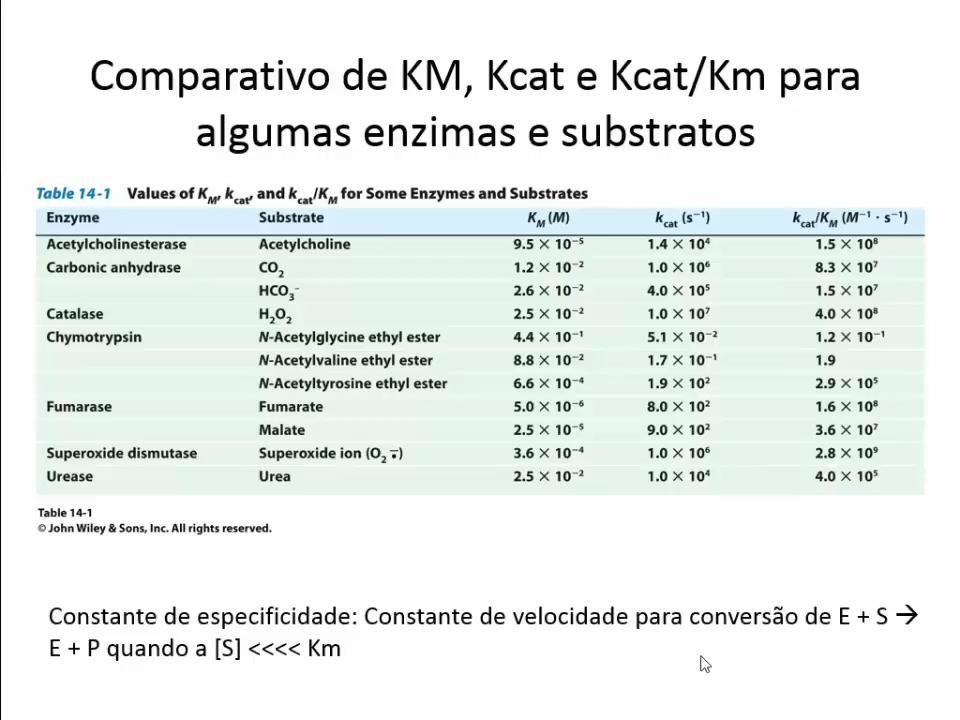 Comparativo de KM, Kcat e Kcat/Km para
algumas enzimas e substratos
Table 14-1 Values of K_M, k_cat, and k_cat/K_M for Some Enzymes and Substrates
Enzyme Substrate K_M (M) k_cat (s⁻¹) k_cat/K_M (M⁻¹ · s⁻¹)
Acetylcholinesterase Acetylcholine 9.5 × 10⁻⁵ 1.4 × 10⁴ 1.5 × 10⁸
Carbonic anhydrase CO₂ 1.2 × 10⁻² 1.0 × 10⁶ 8.3 × 10⁷
HCO₃⁻ 2.6 × 10⁻² 4.0 × 10⁵ 1.5 × 10⁷
Catalase H₂O₂ 2.5 × 10⁻² 1.0 × 10⁷ 4.0 × 10⁸
Chymotrypsin N-Acetylglycine ethyl ester 4.4 × 10⁻¹ 5.1 × 10⁻² 1.2 × 10⁻¹
N-Acetylvaline ethyl ester 8.8 × 10⁻² 1.7 × 10⁻¹ 1.9
N-Acetyltyrosine ethyl ester 6.6 × 10⁻⁴ 1.9 × 10² 2.9 × 10⁵
Fumarase Fumarate 5.0 × 10⁻⁶ 8.0 × 10² 1.6 × 10⁸
Malate 2.5 × 10⁻⁵ 9.0 × 10² 3.6 × 10⁷
Superoxide dismutase Superoxide ion (O₂•⁻) 3.6 × 10⁻⁴ 1.0 × 10⁶ 2.8 × 10⁹
Urease Urea 2.5 × 10⁻² 1.0 × 10⁴ 4.0 × 10⁵
Table 14-1
© John Wiley & Sons, Inc. All rights reserved.
Constante de especificidade: Constante de velocidade para conversão de E + S →
E + P quando a [S] <<<< Km